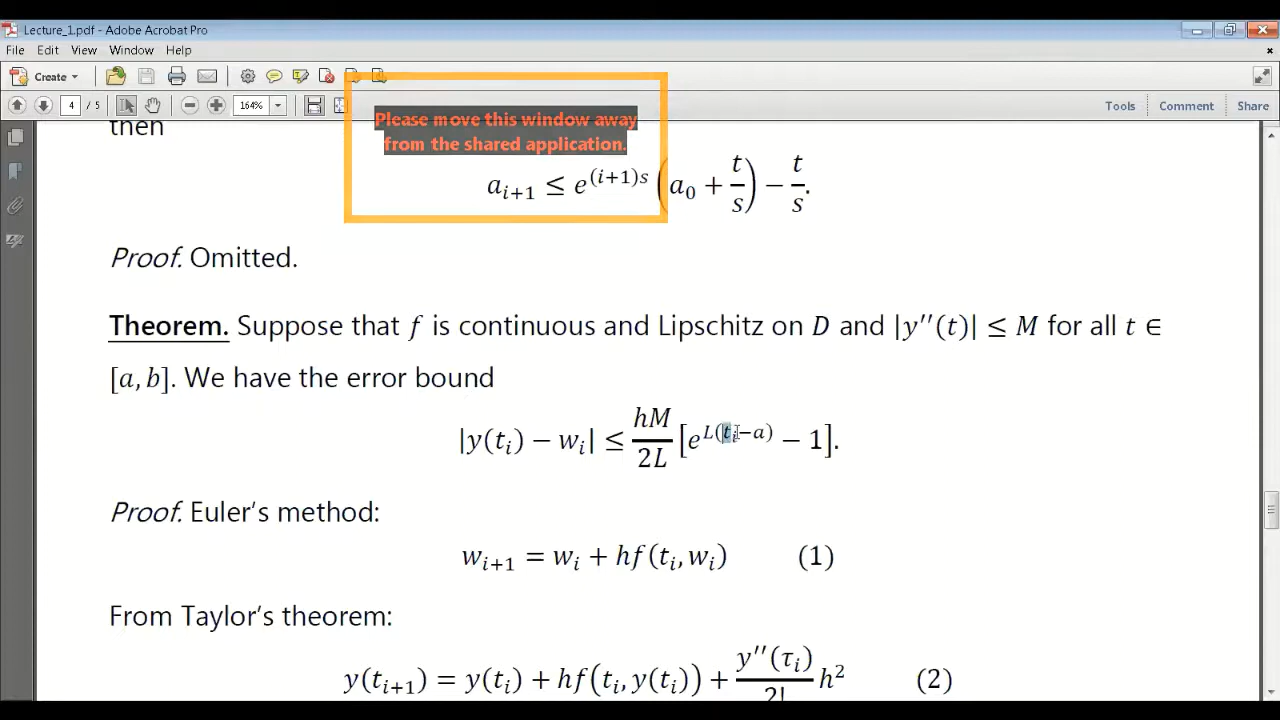 Lecture_1.pdf - Adobe Acrobat Pro
File Edit View Window Help
Create
4 / 5 164% Tools Comment Share
then
Please move this window away
from the shared application.
a_{i+1} ≤ e^{(i+1)s} (a_0 + t/s) − t/s.
Proof. Omitted.
Theorem. Suppose that f is continuous and Lipschitz on D and |y′′(t)| ≤ M for all t ∈
[a, b]. We have the error bound
|y(t_i) − w_i| ≤ hM/2L [e^{L(t_i−a)} − 1].
Proof. Euler's method:
w_{i+1} = w_i + hf(t_i, w_i) (1)
From Taylor's theorem:
y(t_{i+1}) = y(t_i) + hf(t_i, y(t_i)) + y′′(τ_i)/2! h^2 (2)